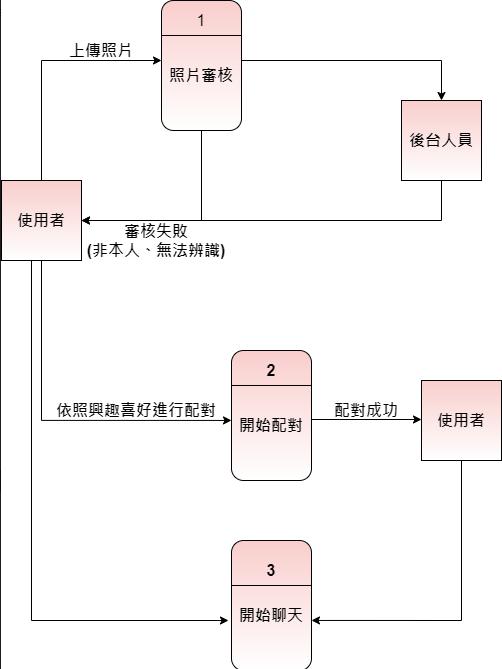 1
上傳照片
照片審核
後台人員
使用者
審核失敗
(非本人、無法辨識)
2
依照興趣喜好進行配對
開始配對
配對成功
使用者
3
開始聊天